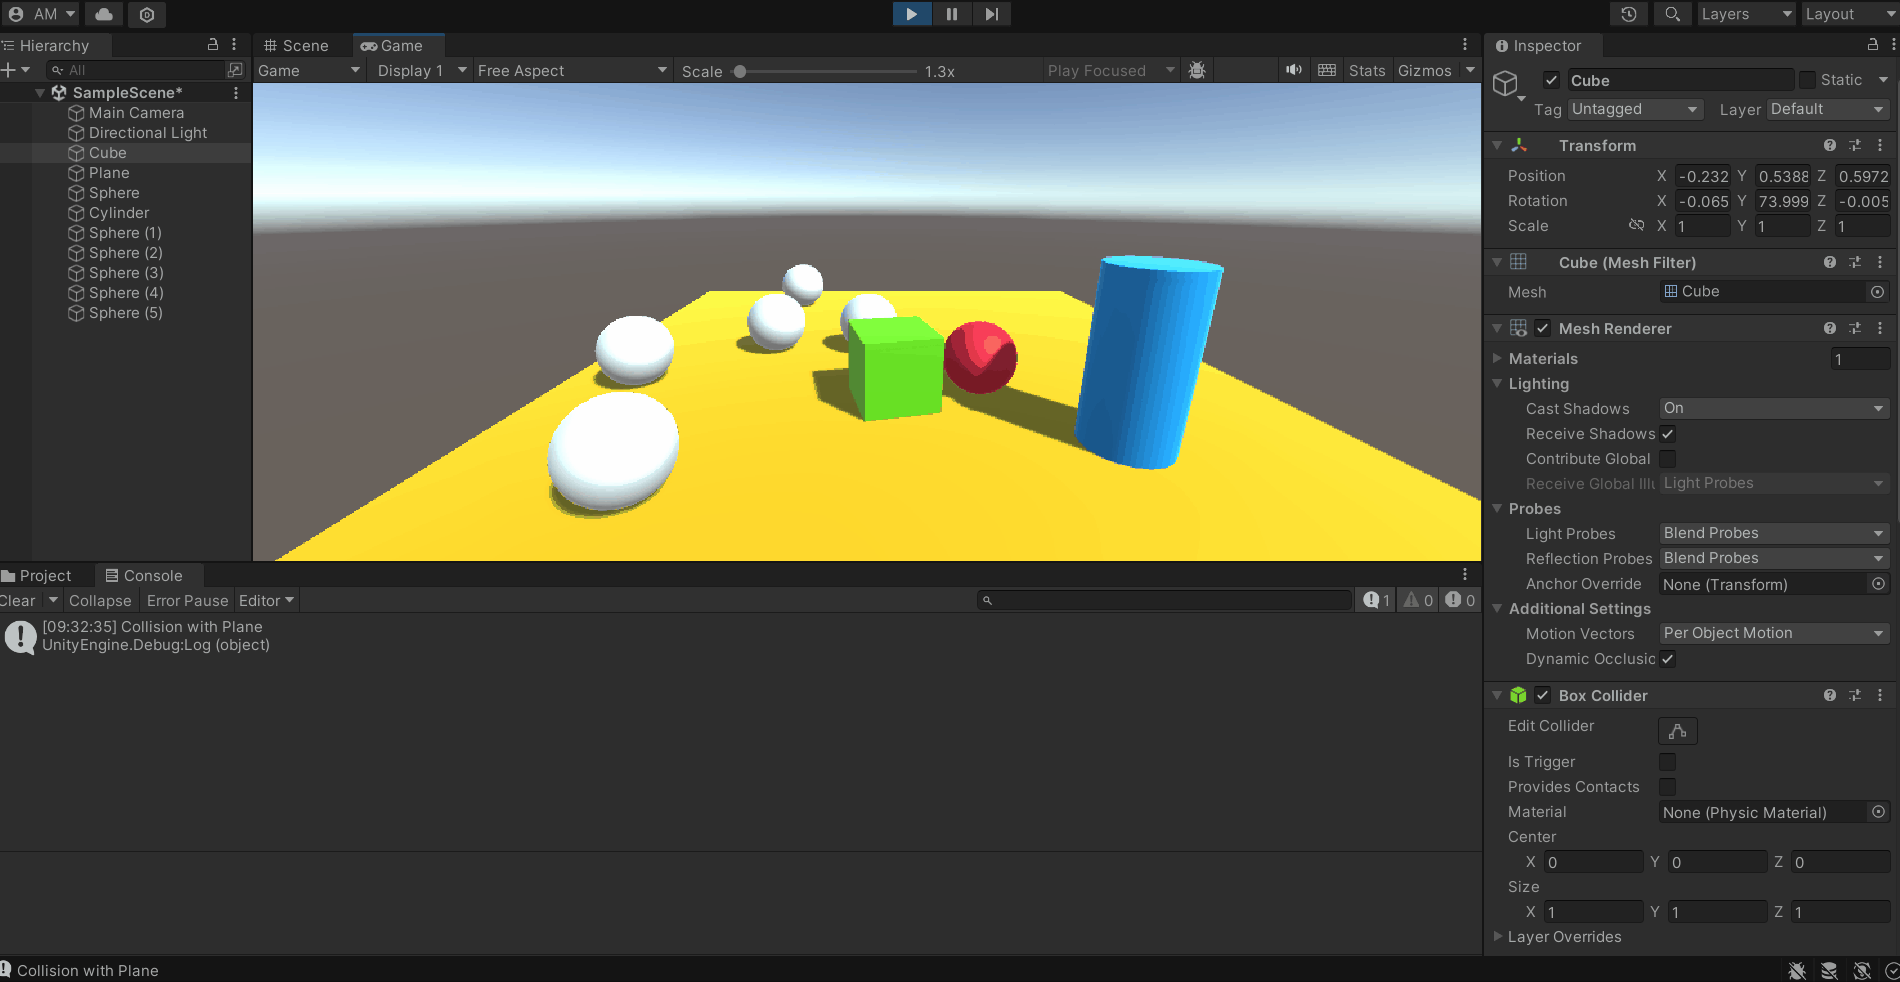 AM
Layers
Layout
Hierarchy
All
SampleScene*
Main Camera
Directional Light
Cube
Plane
Sphere
Cylinder
Sphere (1)
Sphere (2)
Sphere (3)
Sphere (4)
Sphere (5)
Scene
Game
Game
Display 1
Free Aspect
Scale
1.3x
Play Focused
Stats
Gizmos
Project
Console
Clear
Collapse
Error Pause
Editor
1
0
0
[09:32:35] Collision with Plane
UnityEngine.Debug:Log (object)
Inspector
Cube
Static
Tag Untagged
Layer Default
Transform
Position X -0.232 Y 0.5388 Z 0.5972
Rotation X -0.065 Y 73.999 Z -0.005
Scale X 1 Y 1 Z 1
Cube (Mesh Filter)
Mesh Cube
Mesh Renderer
Materials 1
Lighting
Cast Shadows On
Receive Shadows
Contribute Global
Receive Global Illu Light Probes
Probes
Light Probes Blend Probes
Reflection Probes Blend Probes
Anchor Override None (Transform)
Additional Settings
Motion Vectors Per Object Motion
Dynamic Occlusic
Box Collider
Edit Collider
Is Trigger
Provides Contacts
Material None (Physic Material)
Center
X 0 Y 0 Z 0
Size
X 1 Y 1 Z 1
Layer Overrides
Collision with Plane